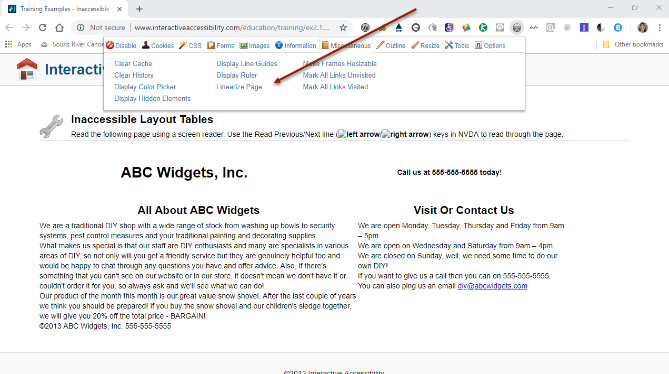 Training Examples - Inaccessible
Not secure | www.interactiveaccessibility.com/education/training/ex2.1...
Apps Souris River Canoe
Other bookmarks
Disable Cookies CSS Forms Images Information Miscellaneous Outline Resize Tools Options
Clear Cache Display Line Guides Make Frames Resizable
Clear History Display Ruler Mark All Links Unvisited
Display Color Picker Linearize Page Mark All Links Visited
Display Hidden Elements
Interactiv
Inaccessible Layout Tables
Read the following page using a screen reader. Use the Read Previous/Next line (left arrow/right arrow) keys in NVDA to read through the page.
ABC Widgets, Inc.
Call us at 555-555-5555 today!
All About ABC Widgets
We are a traditional DIY shop with a wide range of stock from washing up bowls to security
systems, pest control measures and your traditional painting and decorating supplies.
What makes us special is that our staff are DIY enthusiasts and many are specialists in various
areas of DIY, so not only will you get a friendly service but they are genuinely helpful too and
would be happy to chat through any questions you have and offer advice. Also, if there's
something that you can't see on our website or in our store, it doesn't mean we don't have it or
couldn't order it for you, so always ask and we'll see what we can do!
Our product of the month this month is our great value snow shovel. After the last couple of years
we think you should be prepared! If you buy the snow shovel and our children's sledge together,
we will give you 20% off the total price - BARGAIN!
©2013 ABC Widgets, Inc. 555-555-5555
Visit Or Contact Us
We are open Monday, Tuesday, Thursday and Friday from 9am
– 5pm.
We are open on Wednesday and Saturday from 9am – 4pm
We are closed on Sunday, well, we need some time to do our
own DIY!
If you want to give us a call then you can on 555-555-5555.
You can also ping us an email diy@abcwidgets.com
©2013 Interactive Accessibility